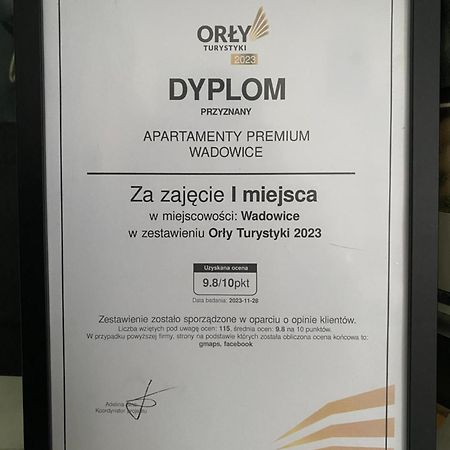 ORŁY
TURYSTYKI
2023
DYPLOM
PRZYZNANY
APARTAMENTY PREMIUM
WADOWICE
Za zajęcie I miejsca
w miejscowości: Wadowice
w zestawieniu Orły Turystyki 2023
Uzyskana ocena
9.8/10pkt
Data badania: 2023-11-28
Zestawienie zostało sporządzone w oparciu o opinie klientów.
Liczba wziętych pod uwagę ocen: 115, średnia ocen: 9.8 na 10 punktów.
W przypadku powyższej firmy, strony na podstawie których została obliczona ocena końcowa to:
gmaps, facebook
Adelina
Koordynator projektu